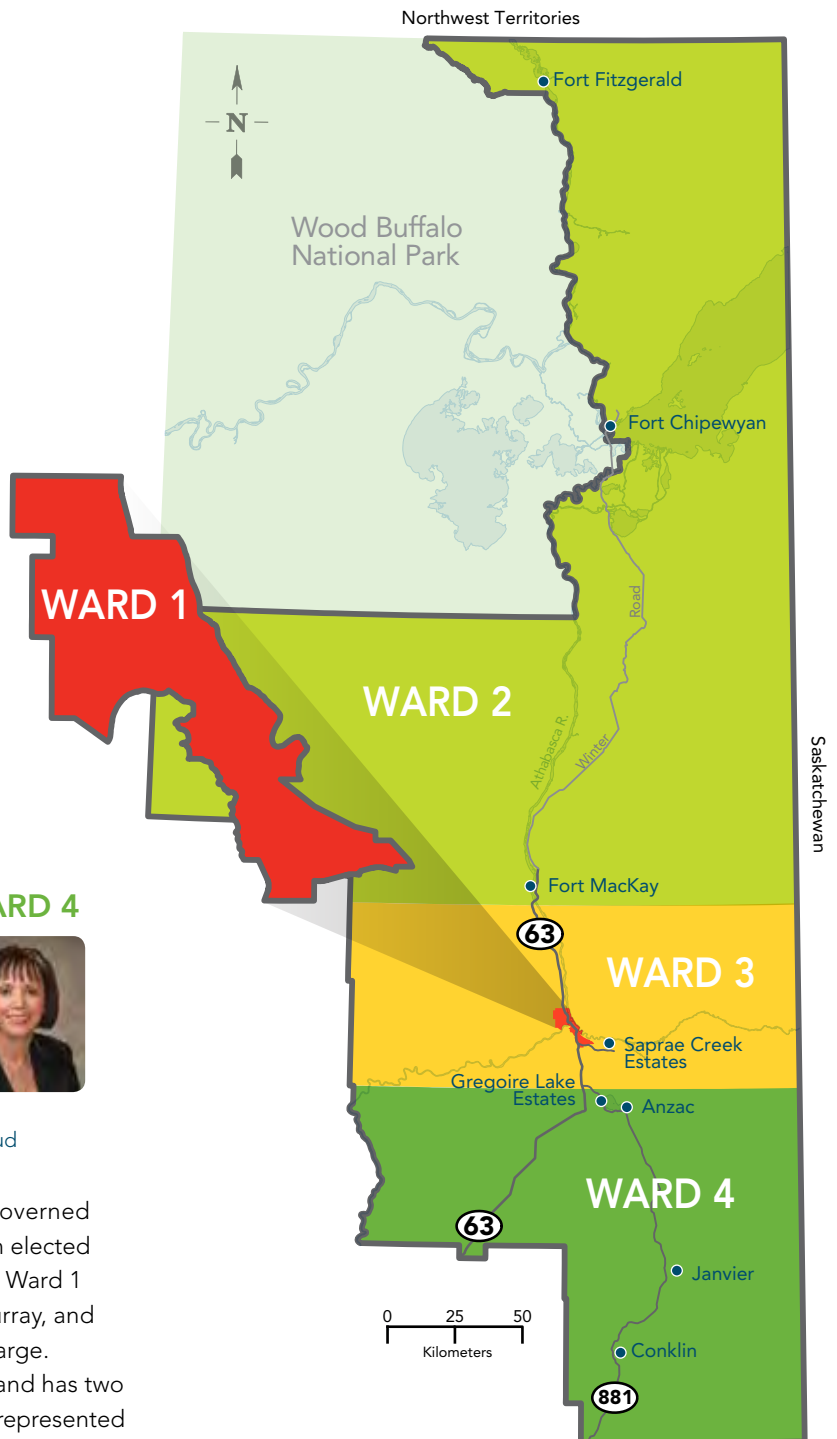 Northwest Territories
Fort Fitzgerald
N
Wood Buffalo
National Park
Fort Chipewyan
WARD 1
Road
WARD 2
Athabasca R.
Winter
Saskatchewan
Fort MacKay
ARD 4
63
WARD 3
Saprae Creek
Estates
Gregoire Lake
Estates
Anzac
ud
overned
n elected
Ward 1
urray, and
arge.
and has two
represented
WARD 4
63
Janvier
0 25 50
Kilometers
Conklin
881